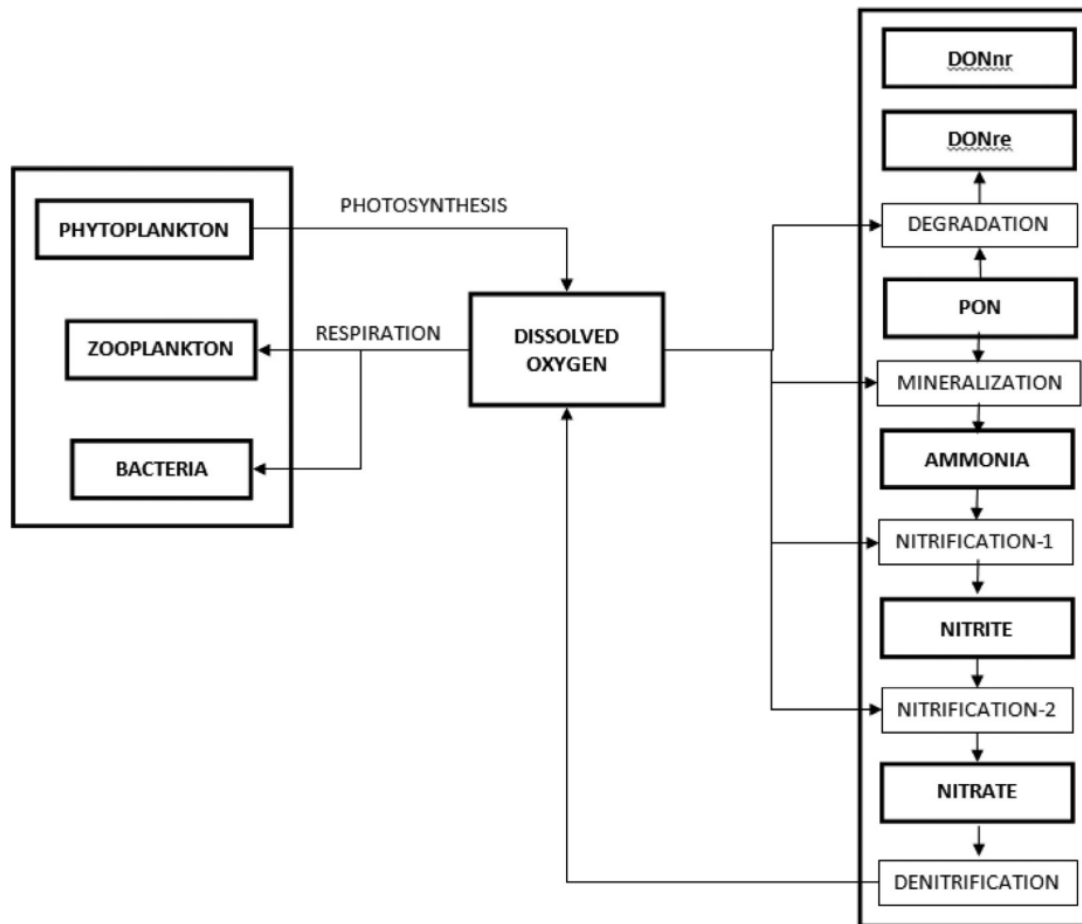 DONnr
DONre
PHOTOSYNTHESIS
PHYTOPLANKTON
DEGRADATION
PON
RESPIRATION
ZOOPLANKTON
DISSOLVED
OXYGEN
MINERALIZATION
BACTERIA
AMMONIA
NITRIFICATION-1
NITRITE
NITRIFICATION-2
NITRATE
DENITRIFICATION